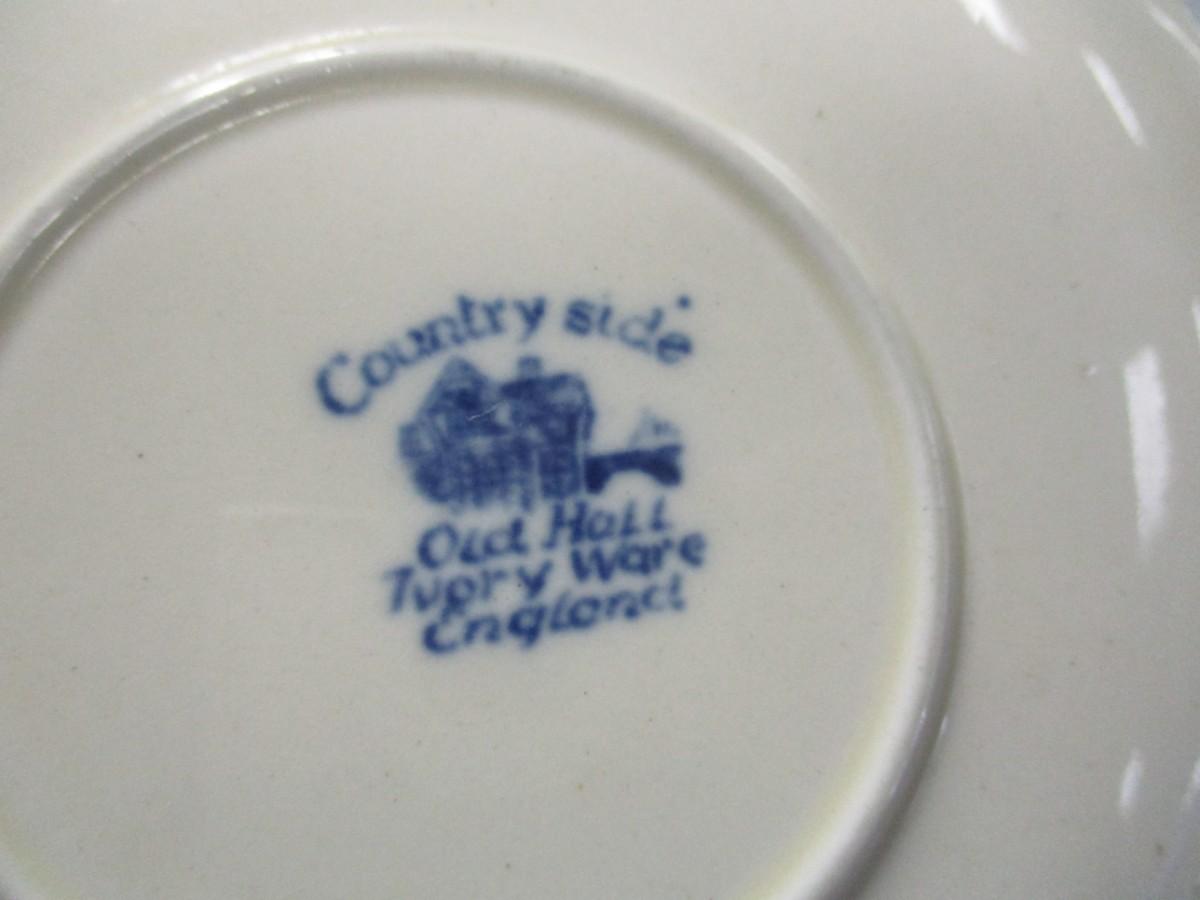 Country side
Old Hall
Ivory Ware
England